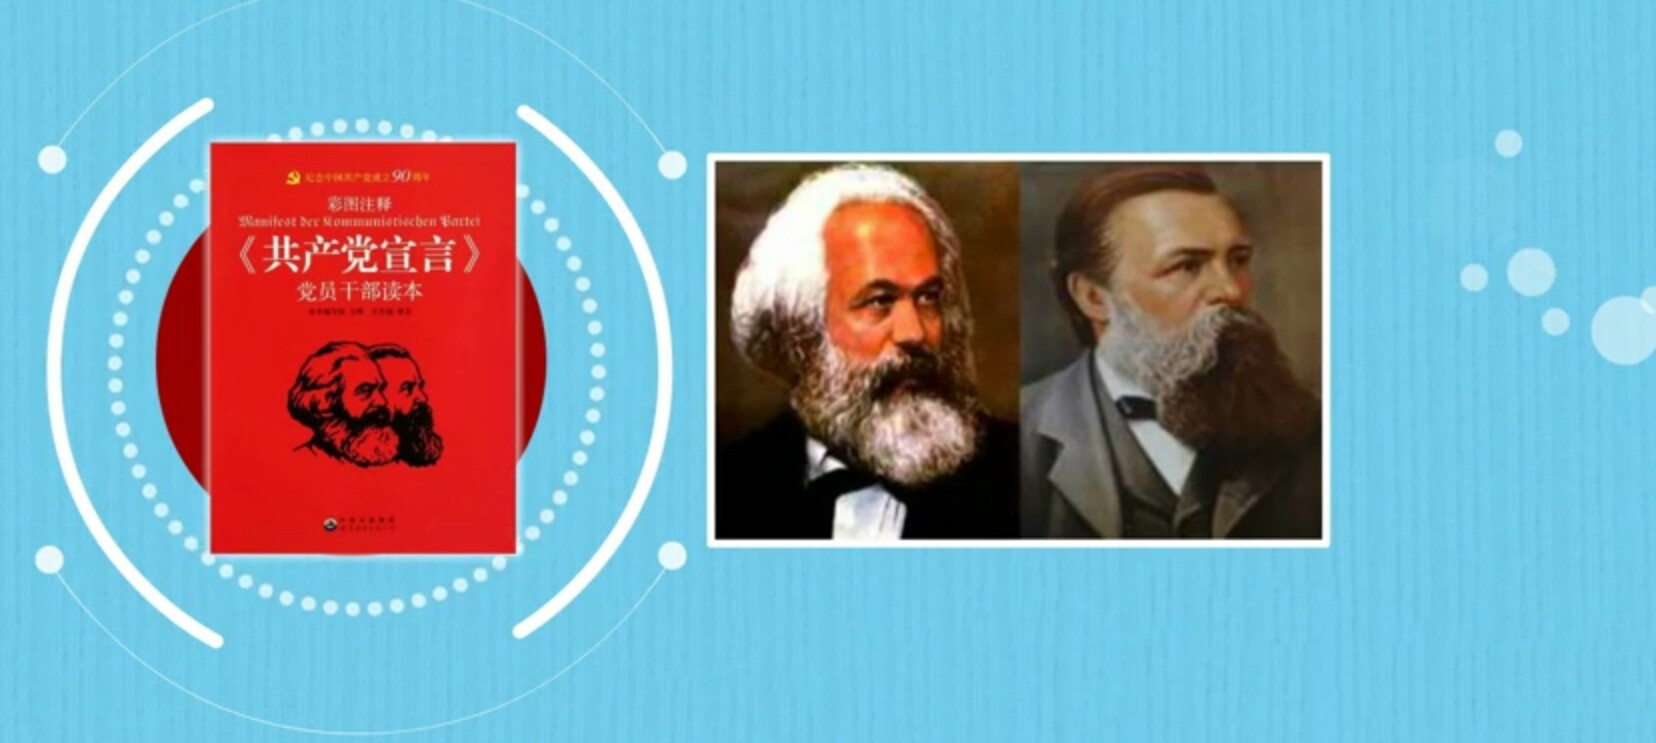 纪念中国共产党成立90周年
彩图注释
Manifest der Kommunistischen Partei
《共产党宣言》
党员干部读本